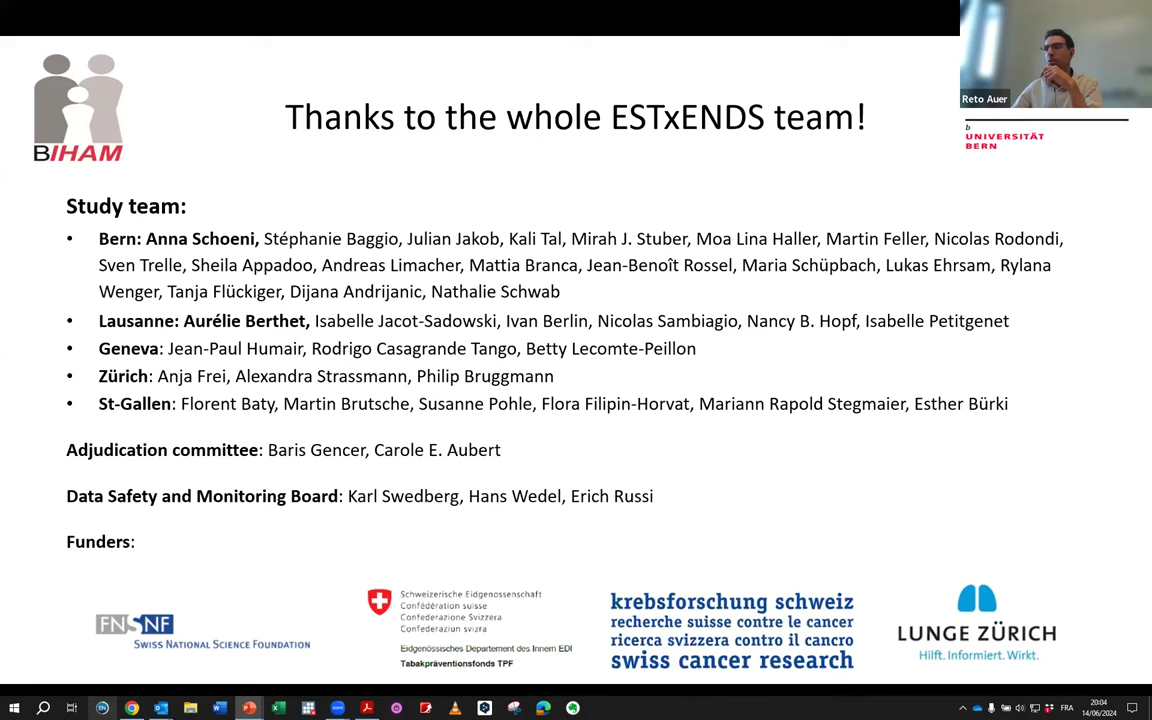 Reto Auer
BIHAM
Thanks to the whole ESTxENDS team!
b
UNIVERSITÄT
BERN
Study team:
• Bern: Anna Schoeni, Stéphanie Baggio, Julian Jakob, Kali Tal, Mirah J. Stuber, Moa Lina Haller, Martin Feller, Nicolas Rodondi,
Sven Trelle, Sheila Appadoo, Andreas Limacher, Mattia Branca, Jean-Benoît Rossel, Maria Schüpbach, Lukas Ehrsam, Rylana
Wenger, Tanja Flückiger, Dijana Andrijanic, Nathalie Schwab
• Lausanne: Aurélie Berthet, Isabelle Jacot-Sadowski, Ivan Berlin, Nicolas Sambiagio, Nancy B. Hopf, Isabelle Petitgenet
• Geneva: Jean-Paul Humair, Rodrigo Casagrande Tango, Betty Lecomte-Peillon
• Zürich: Anja Frei, Alexandra Strassmann, Philip Bruggmann
• St-Gallen: Florent Baty, Martin Brutsche, Susanne Pohle, Flora Filipin-Horvat, Mariann Rapold Stegmaier, Esther Bürki
Adjudication committee: Baris Gencer, Carole E. Aubert
Data Safety and Monitoring Board: Karl Swedberg, Hans Wedel, Erich Russi
Funders:
FNSNF
SWISS NATIONAL SCIENCE FOUNDATION
Schweizerische Eidgenossenschaft
Confédération suisse
Confederazione Svizzera
Confederaziun svizra
Eidgenössisches Departement des Innern EDI
Tabakpräventionsfonds TPF
krebsforschung schweiz
recherche suisse contre le cancer
ricerca svizzera contro il cancro
swiss cancer research
LUNGE ZÜRICH
Hilft. Informiert. Wirkt.
EN
FRA
20:04
14/06/2024